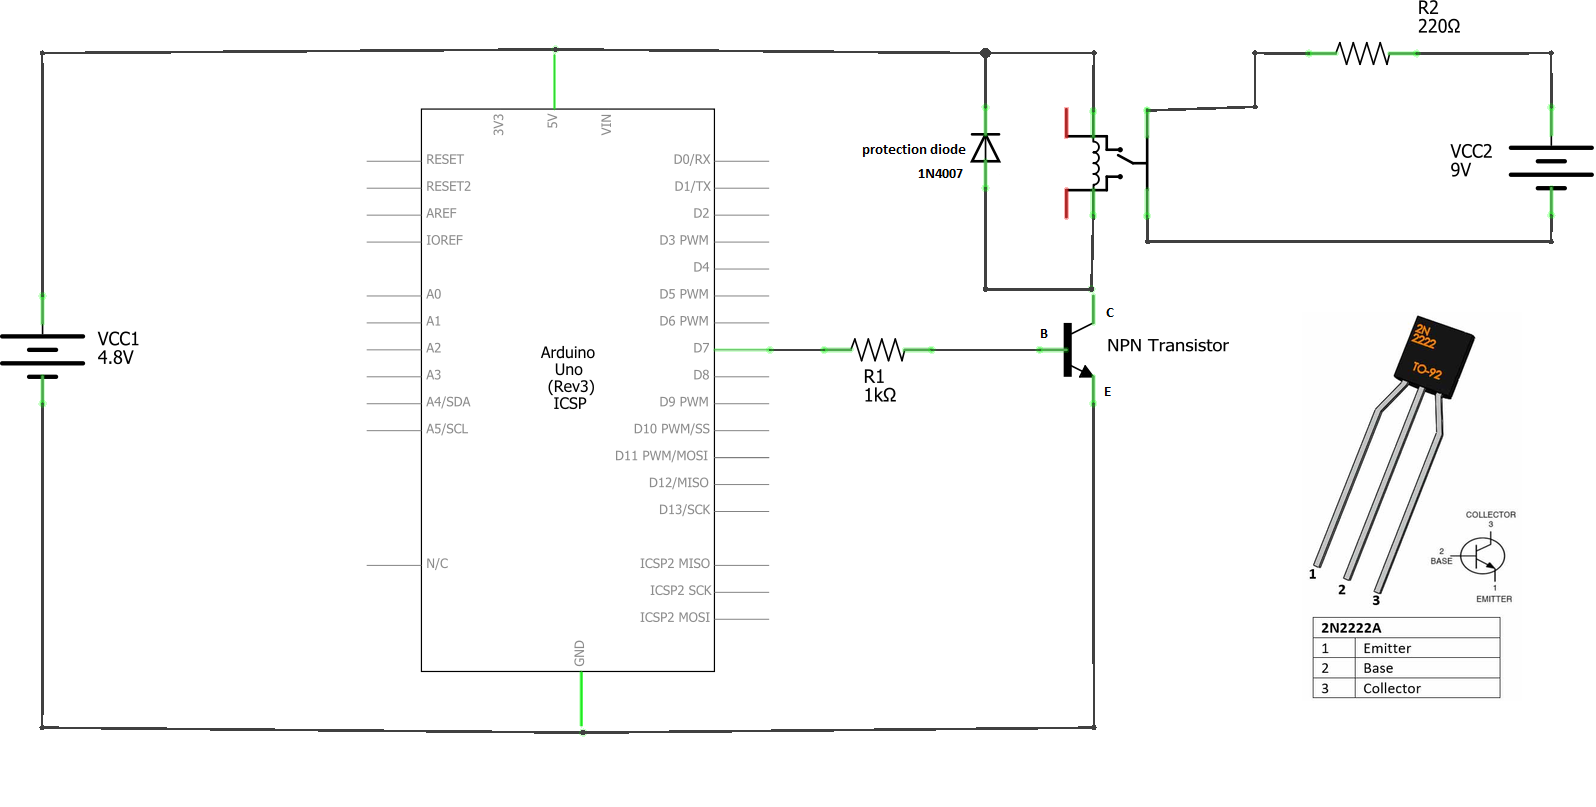 R2
220Ω
VCC2
9V
protection diode
1N4007
3V3
5V
VIN
RESET
RESET2
AREF
IOREF
A0
A1
A2
A3
A4/SDA
A5/SCL
N/C
D0/RX
D1/TX
D2
D3 PWM
D4
D5 PWM
D6 PWM
D7
D8
D9 PWM
D10 PWM/SS
D11 PWM/MOSI
D12/MISO
D13/SCK
ICSP2 MISO
ICSP2 SCK
ICSP2 MOSI
GND
Arduino
Uno
(Rev3)
ICSP
VCC1
4.8V
R1
1kΩ
B
C
E
NPN Transistor
2N
2222
TO-92
1
2
3
COLLECTOR
3
2
BASE
1
EMITTER
2N2222A
1 Emitter
2 Base
3 Collector